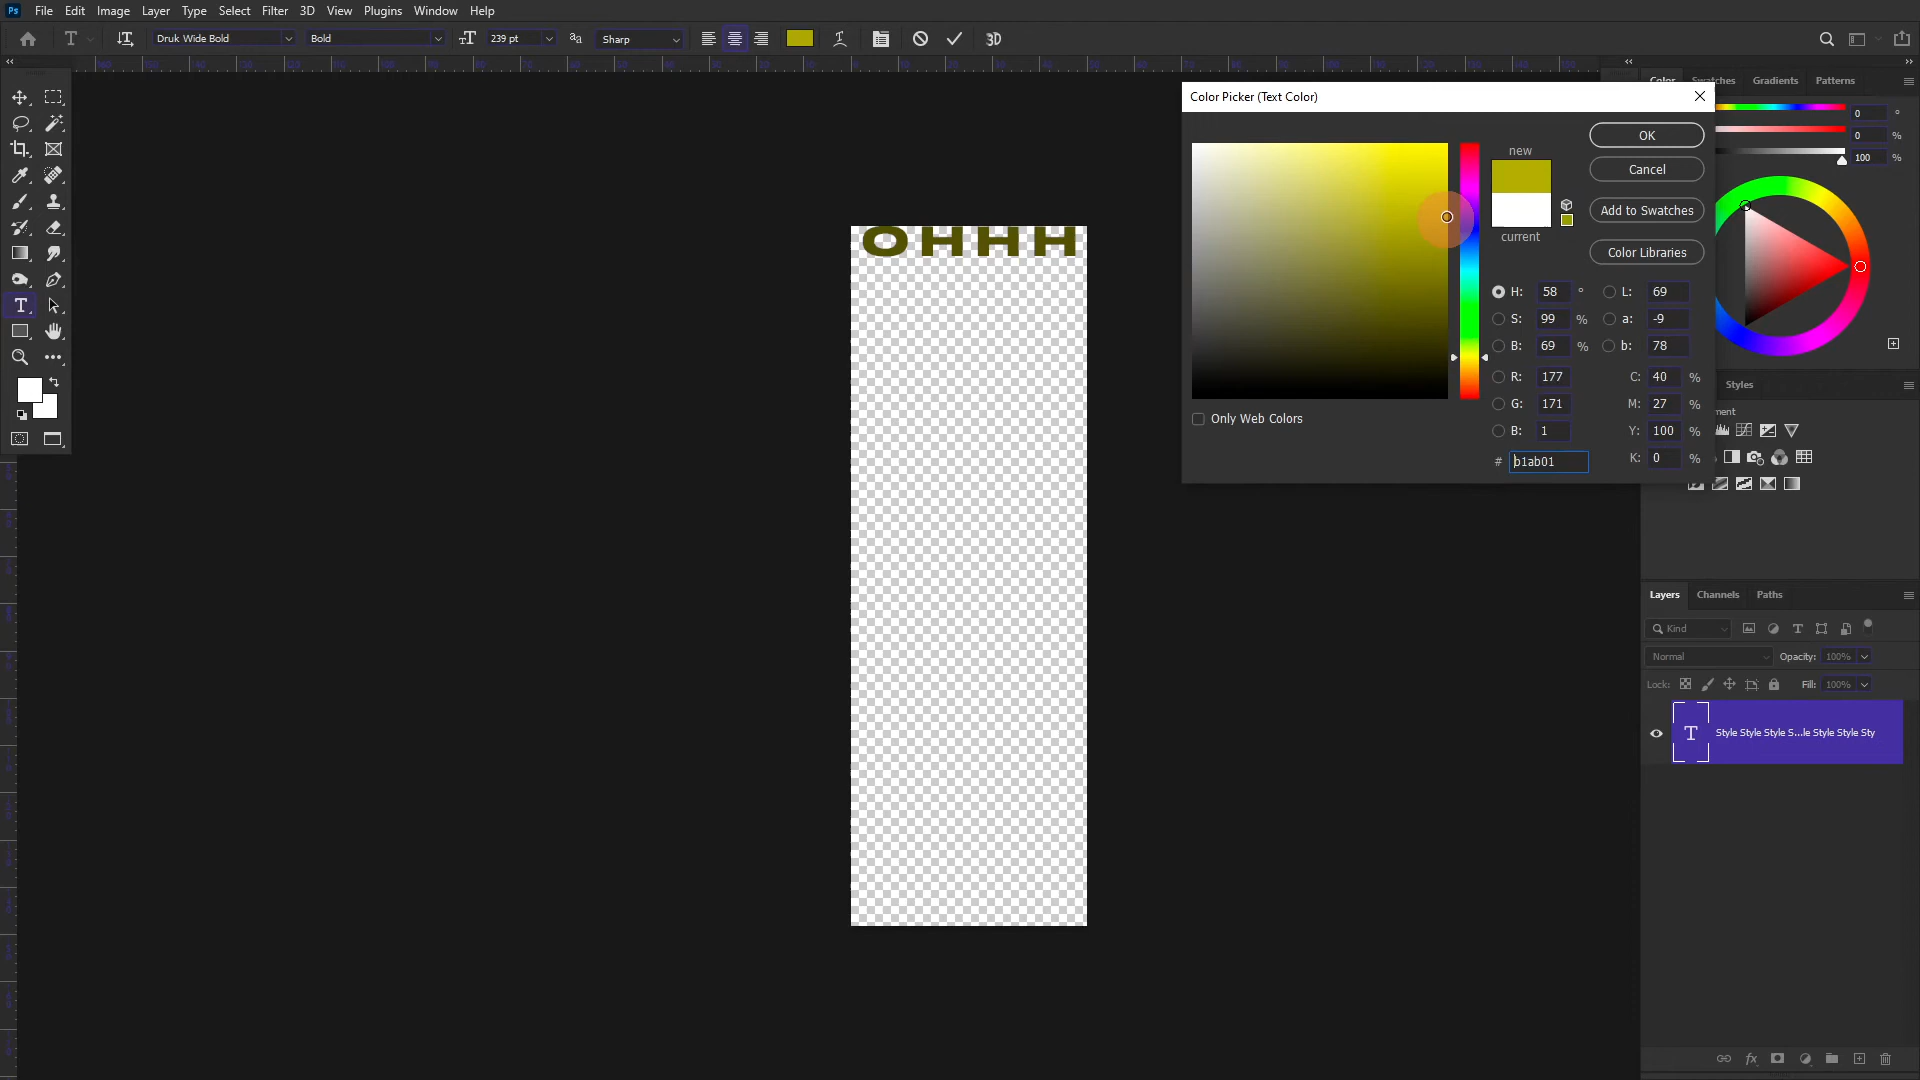 Ps File Edit Image Layer Type Select Filter 3D View Plugins Window Help
Druk Wide Bold Bold 239 pt Sharp 3D
Color Swatches Gradients Patterns
Color Picker (Text Color)
OK
new
Cancel
Add to Swatches
current
Color Libraries
H: 58 ° L: 69
S: 99 % a: -9
B: 69 % b: 78
R: 177 C: 40 %
G: 171 M: 27 %
B: 1 Y: 100 %
# b1ab01 K: 0 %
Only Web Colors
0 °
0 %
100 %
OHHH
Styles
Layers Channels Paths
Kind
Normal Opacity: 100%
Lock: Fill: 100%
T Style Style Style S...le Style Style Sty
fx